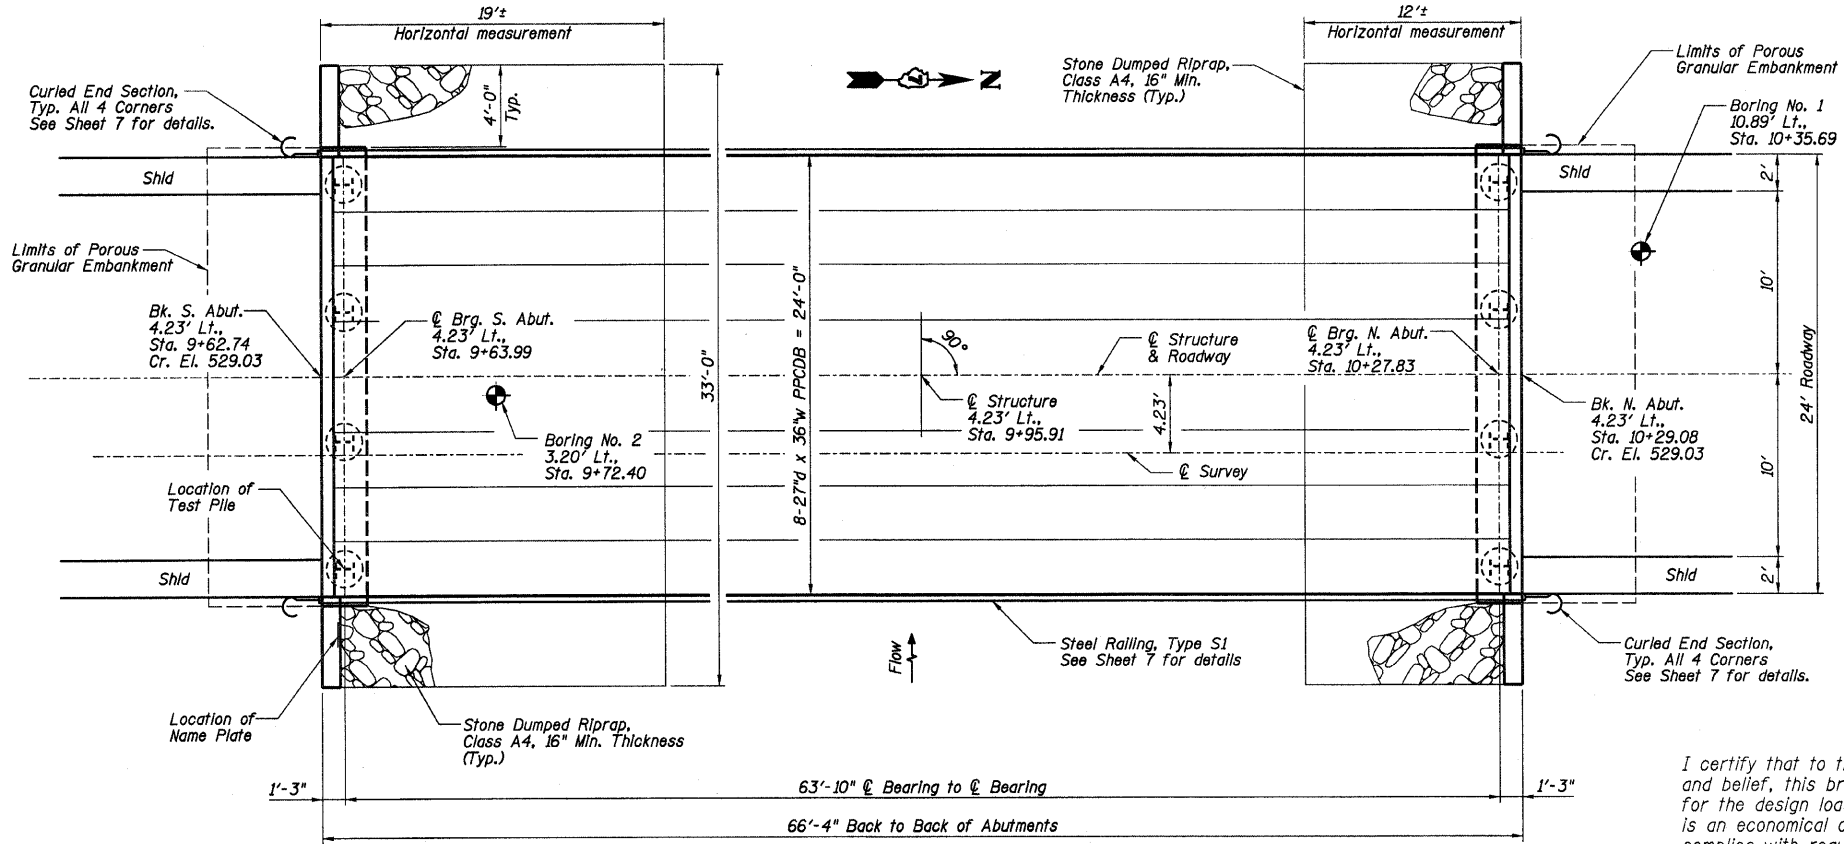 19'±
Horizontal measurement
12'±
Horizontal measurement
Curled End Section,
Typ. All 4 Corners
See Sheet 7 for details.
4'-0"
Typ.
N
Stone Dumped Riprap,
Class A4, 16" Min.
Thickness (Typ.)
Limits of Porous
Granular Embankment
Boring No. 1
10.89' Lt.,
Sta. 10+35.69
Shld
Shld
2'
Limits of Porous
Granular Embankment
10'
Bk. S. Abut.
4.23' Lt.,
Sta. 9+62.74
Cr. El. 529.03
℄ Brg. S. Abut.
4.23' Lt.,
Sta. 9+63.99
33'-0"
8-27"d x 36"w PPCDB = 24'-0"
90°
℄ Structure
& Roadway
℄ Brg. N. Abut.
4.23' Lt.,
Sta. 10+27.83
24' Roadway
℄ Structure
4.23' Lt.,
Sta. 9+95.91
4.23'
Bk. N. Abut.
4.23' Lt.,
Sta. 10+29.08
Cr. El. 529.03
Boring No. 2
3.20' Lt.,
Sta. 9+72.40
10'
℄ Survey
Location of
Test Pile
Shld
Shld
2'
Flow
Steel Railing, Type S1
See Sheet 7 for details
Curled End Section,
Typ. All 4 Corners
See Sheet 7 for details.
Location of
Name Plate
Stone Dumped Riprap,
Class A4, 16" Min. Thickness
(Typ.)
1'-3"
63'-10" ℄ Bearing to ℄ Bearing
1'-3"
66'-4" Back to Back of Abutments
I certify that to
and belief, this
for the design
is an economical